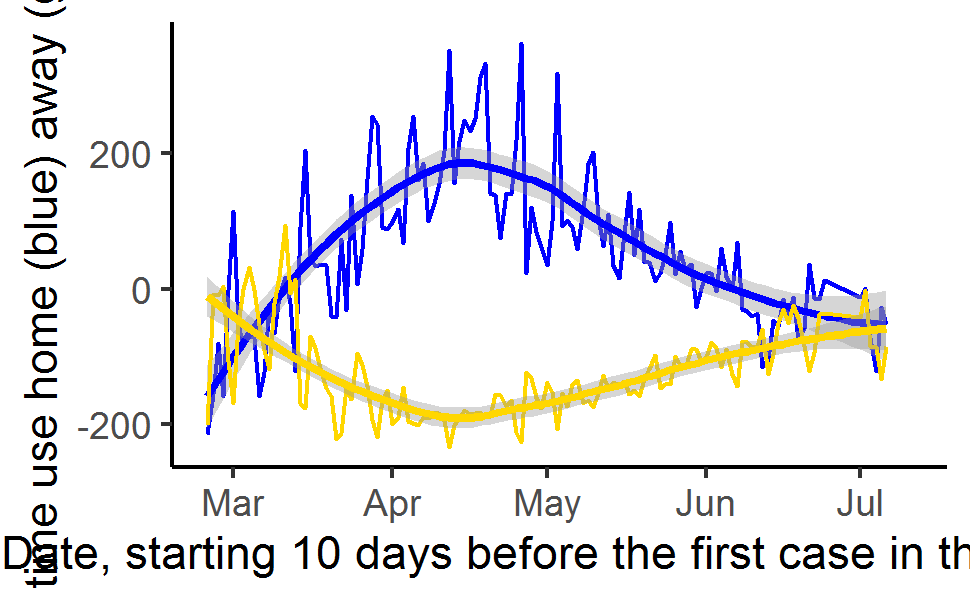 time use home (blue) away (g
200
0
-200
Mar Apr May Jun Jul
Date, starting 10 days before the first case in th